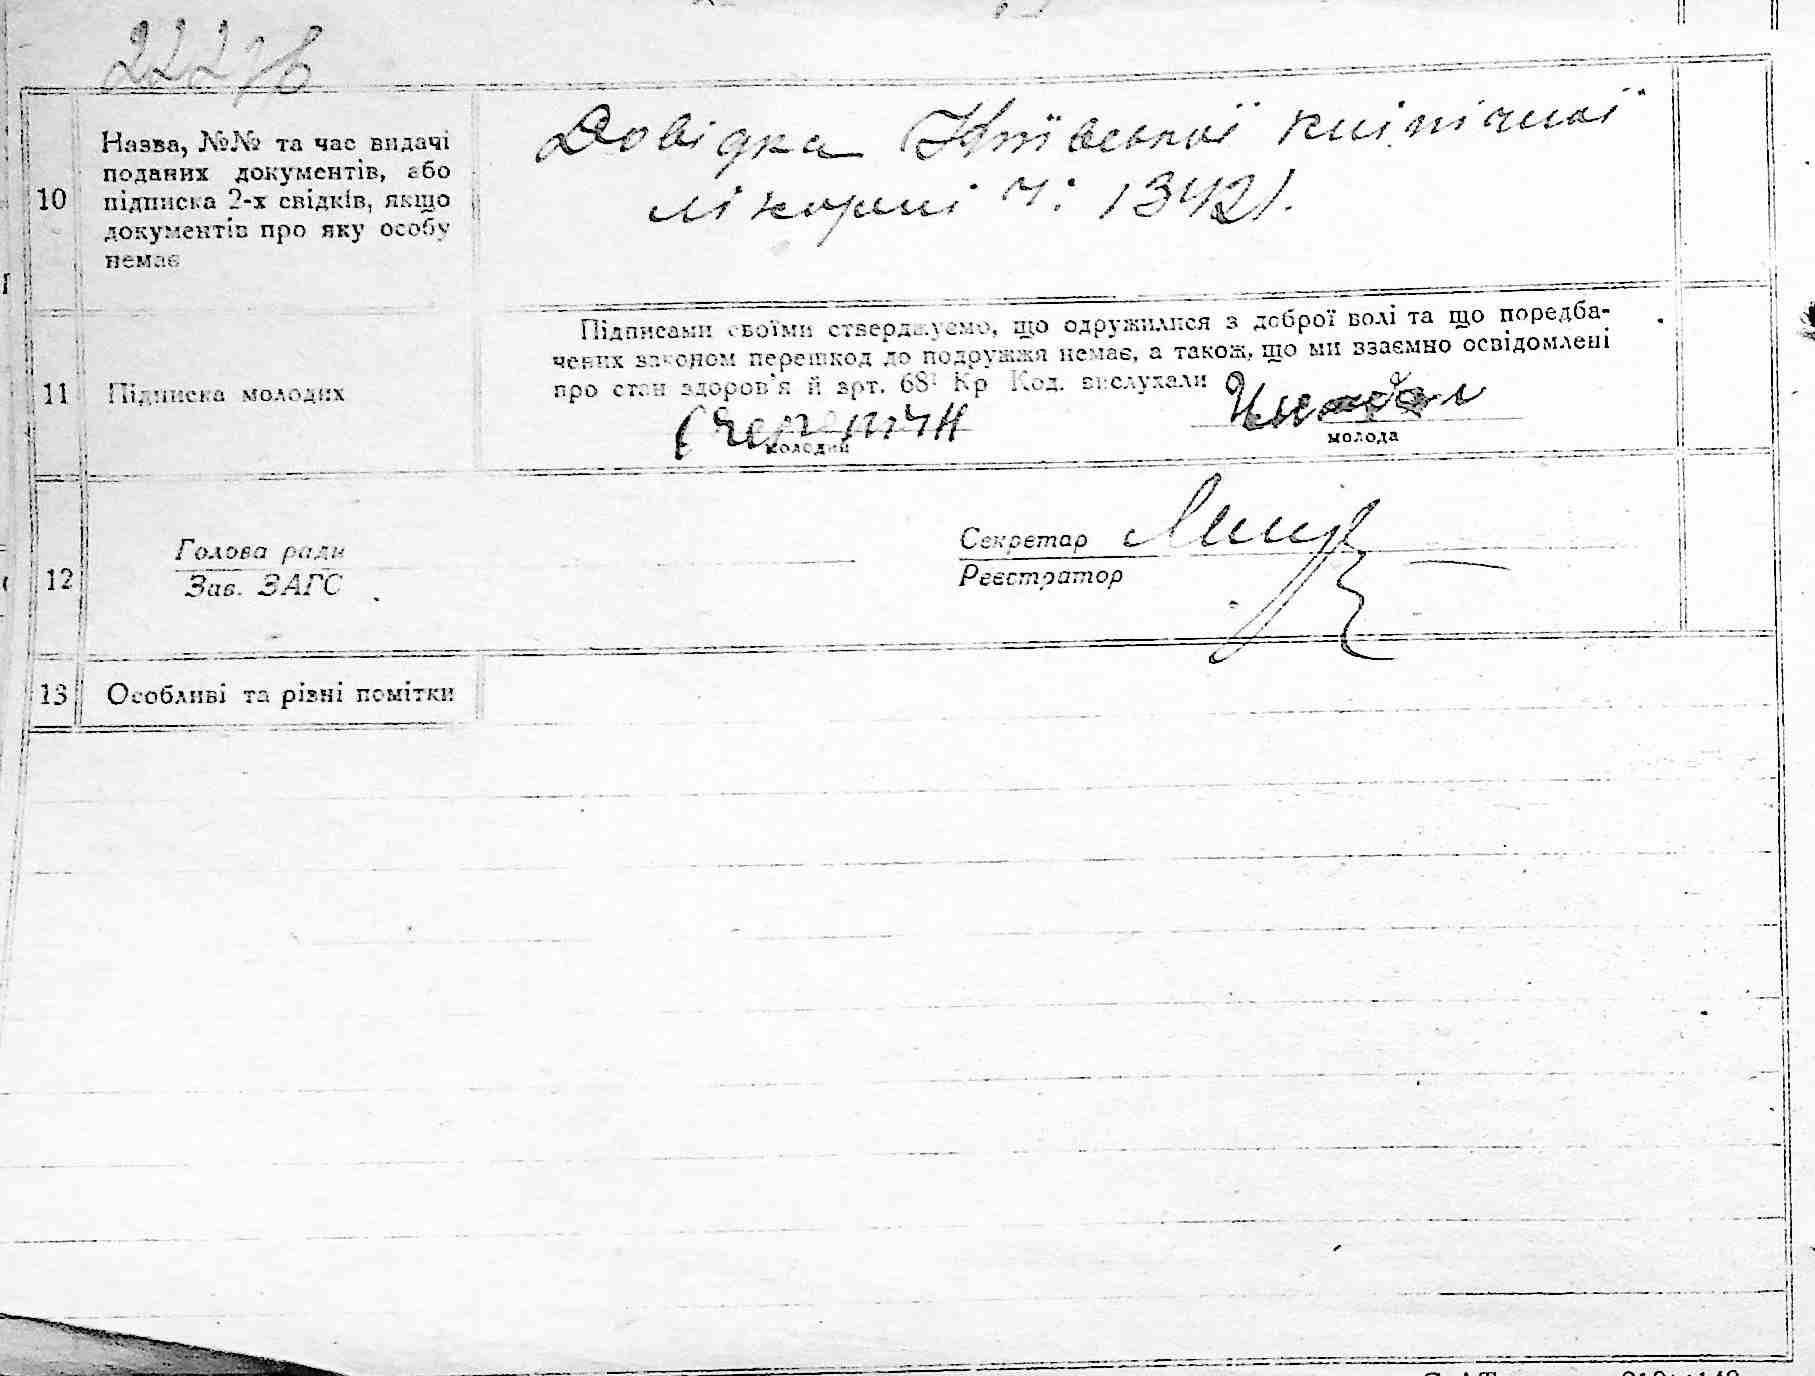 22276
10
Назва, №№ та час видачі
поданих документів, або
підписка 2-х свідків, якщо
документів про яку особу
немає
Довідка Київської клінічної
лікарні ч: 13421.
11
Підписка молодих
Підписами своїми стверджуємо, що одружилися з доброї волі та що поредба-
чених законом перешкод до подружжя немає, а також, що ми взаємно освідомлені
про стан здоров'я й арт. 68¹ Кр Код. вислухали
молодий
молода
12
Голова ради
Зав. ЗАГС
Секретар
Реєстратор
13
Особливі та різні помітки